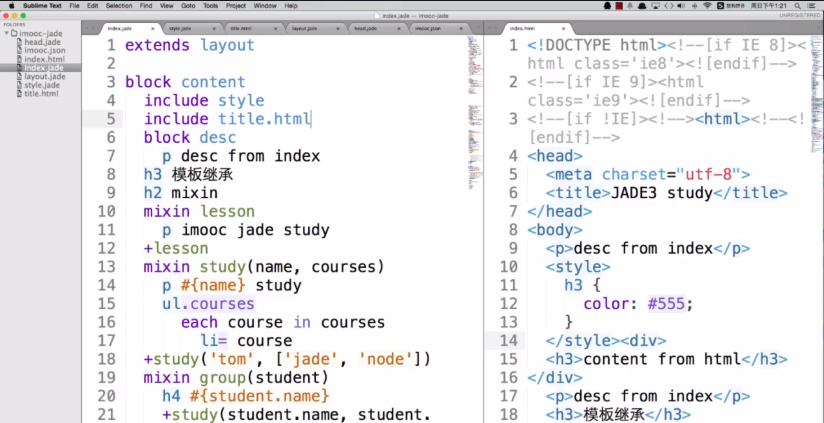 Sublime Text File Edit Selection Find View Goto Tools Project Window Help 周日下午1:21
index.jade — imooc-jade UNREGISTERED
FOLDERS
imooc-jade
head.jade
imooc.json
index.html
index.jade
layout.jade
style.jade
title.html
index.jade style.jade title.html layout.jade head.jade imooc.json
1 extends layout
2
3 block content
4 include style
5 include title.html
6 block desc
7 p desc from index
8 h3 模板继承
9 h2 mixin
10 mixin lesson
11 p imooc jade study
12 +lesson
13 mixin study(name, courses)
14 p #{name} study
15 ul.courses
16 each course in courses
17 li= course
18 +study('tom', ['jade', 'node'])
19 mixin group(student)
20 h4 #{student.name}
21 +study(student.name, student.
index.html
1 <!DOCTYPE html><!--[if IE 8]><
html class='ie8'><![endif]-->
2 <!--[if IE 9]><html
class='ie9'><![endif]-->
3 <!--[if !IE]><!--><html><!--<!
[endif]-->
4 <head>
5 <meta charset="utf-8">
6 <title>JADE3 study</title>
7 </head>
8 <body>
9 <p>desc from index</p>
10 <style>
11 h3 {
12 color: #555;
13 }
14 </style><div>
15 <h3>content from html</h3>
16 </div>
17 <p>desc from index</p>
18 <h3>模板继承</h3>